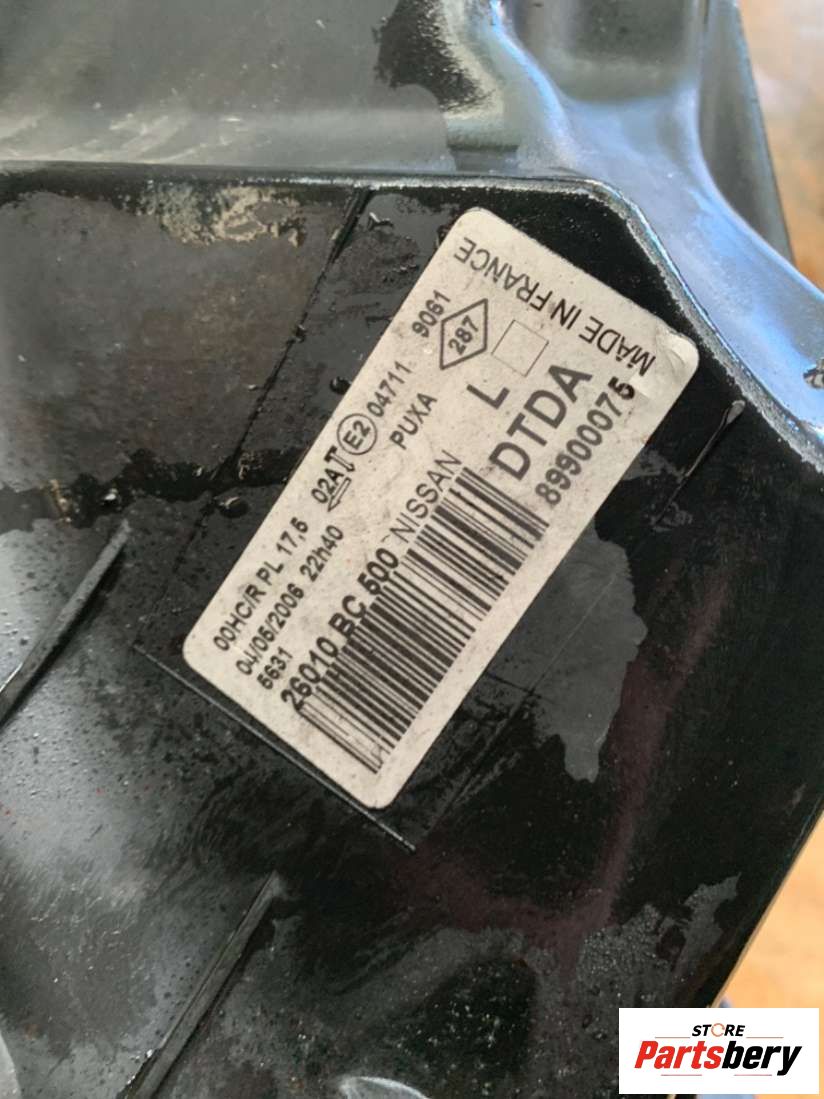 00HC/R PL 17,5 02A E2 04711 9061
04/05/2006 22h40 PUXA 287
5631
26010 BC 500 NISSAN L
DTDA
89900075
MADE IN FRANCE
STORE
Partsbery